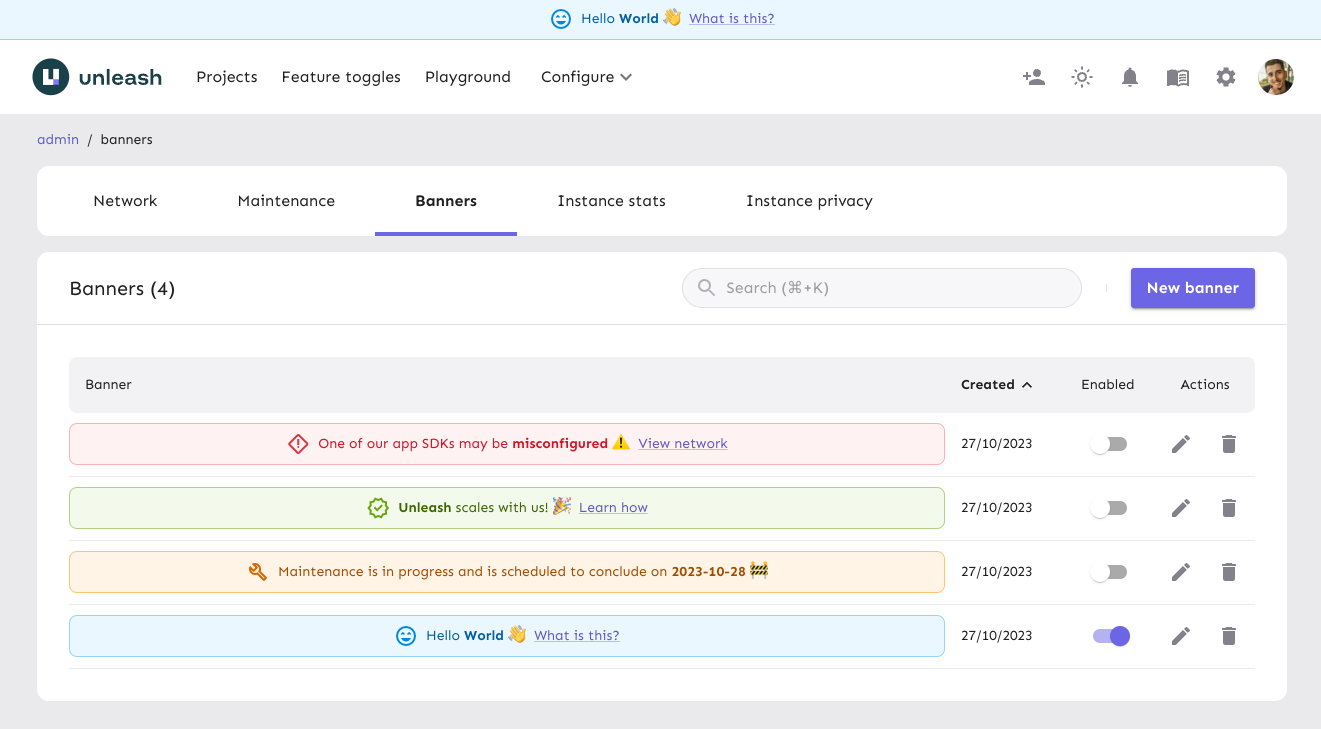 Hello World 👋 What is this?
unleash Projects Feature toggles Playground Configure
admin / banners
Network Maintenance Banners Instance stats Instance privacy
Banners (4) Search (⌘+K) New banner
Banner Created Enabled Actions
One of our app SDKs may be misconfigured ⚠️ View network 27/10/2023
Unleash scales with us! 🎉 Learn how 27/10/2023
Maintenance is in progress and is scheduled to conclude on 2023-10-28 🚧 27/10/2023
Hello World 👋 What is this? 27/10/2023